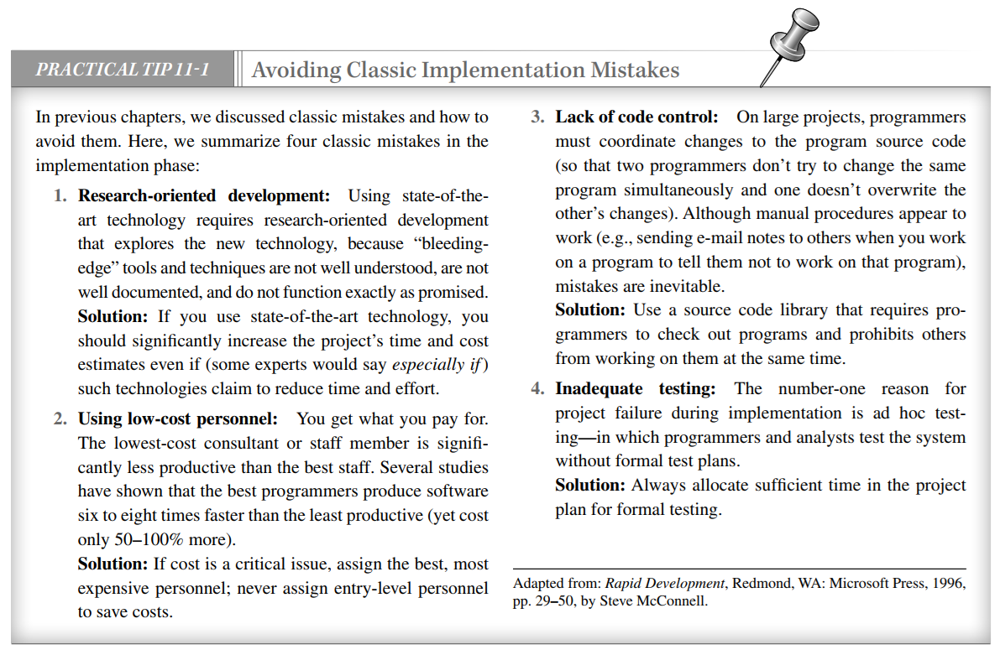 PRACTICAL TIP 11-1
Avoiding Classic Implementation Mistakes
In previous chapters, we discussed classic mistakes and how to
avoid them. Here, we summarize four classic mistakes in the
implementation phase:
1. Research-oriented development: Using state-of-the-
art technology requires research-oriented development
that explores the new technology, because “bleeding-
edge” tools and techniques are not well understood, are not
well documented, and do not function exactly as promised.
Solution: If you use state-of-the-art technology, you
should significantly increase the project’s time and cost
estimates even if (some experts would say especially if)
such technologies claim to reduce time and effort.
2. Using low-cost personnel: You get what you pay for.
The lowest-cost consultant or staff member is signifi-
cantly less productive than the best staff. Several studies
have shown that the best programmers produce software
six to eight times faster than the least productive (yet cost
only 50–100% more).
Solution: If cost is a critical issue, assign the best, most
expensive personnel; never assign entry-level personnel
to save costs.
3. Lack of code control: On large projects, programmers
must coordinate changes to the program source code
(so that two programmers don’t try to change the same
program simultaneously and one doesn’t overwrite the
other’s changes). Although manual procedures appear to
work (e.g., sending e-mail notes to others when you work
on a program to tell them not to work on that program),
mistakes are inevitable.
Solution: Use a source code library that requires pro-
grammers to check out programs and prohibits others
from working on them at the same time.
4. Inadequate testing: The number-one reason for
project failure during implementation is ad hoc test-
ing—in which programmers and analysts test the system
without formal test plans.
Solution: Always allocate sufficient time in the project
plan for formal testing.
Adapted from: Rapid Development, Redmond, WA: Microsoft Press, 1996,
pp. 29–50, by Steve McConnell.